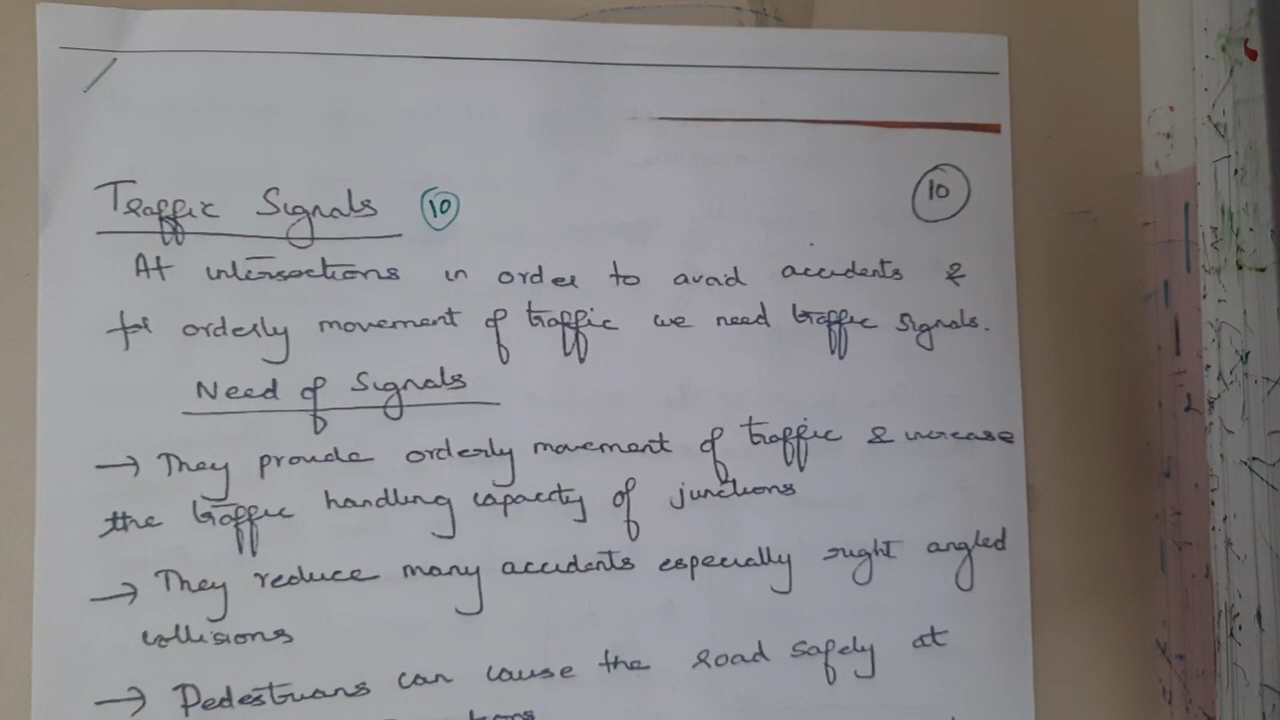 Traffic Signals 10
10
At intersections in order to avoid accidents &
for orderly movement of traffic we need traffic signals.
Need of Signals
→ They provide orderly movement of traffic & increase
the traffic handling capacity of junctions
→ They reduce many accidents especially right angled
collisions
→ Pedestrians can cause the road safely at